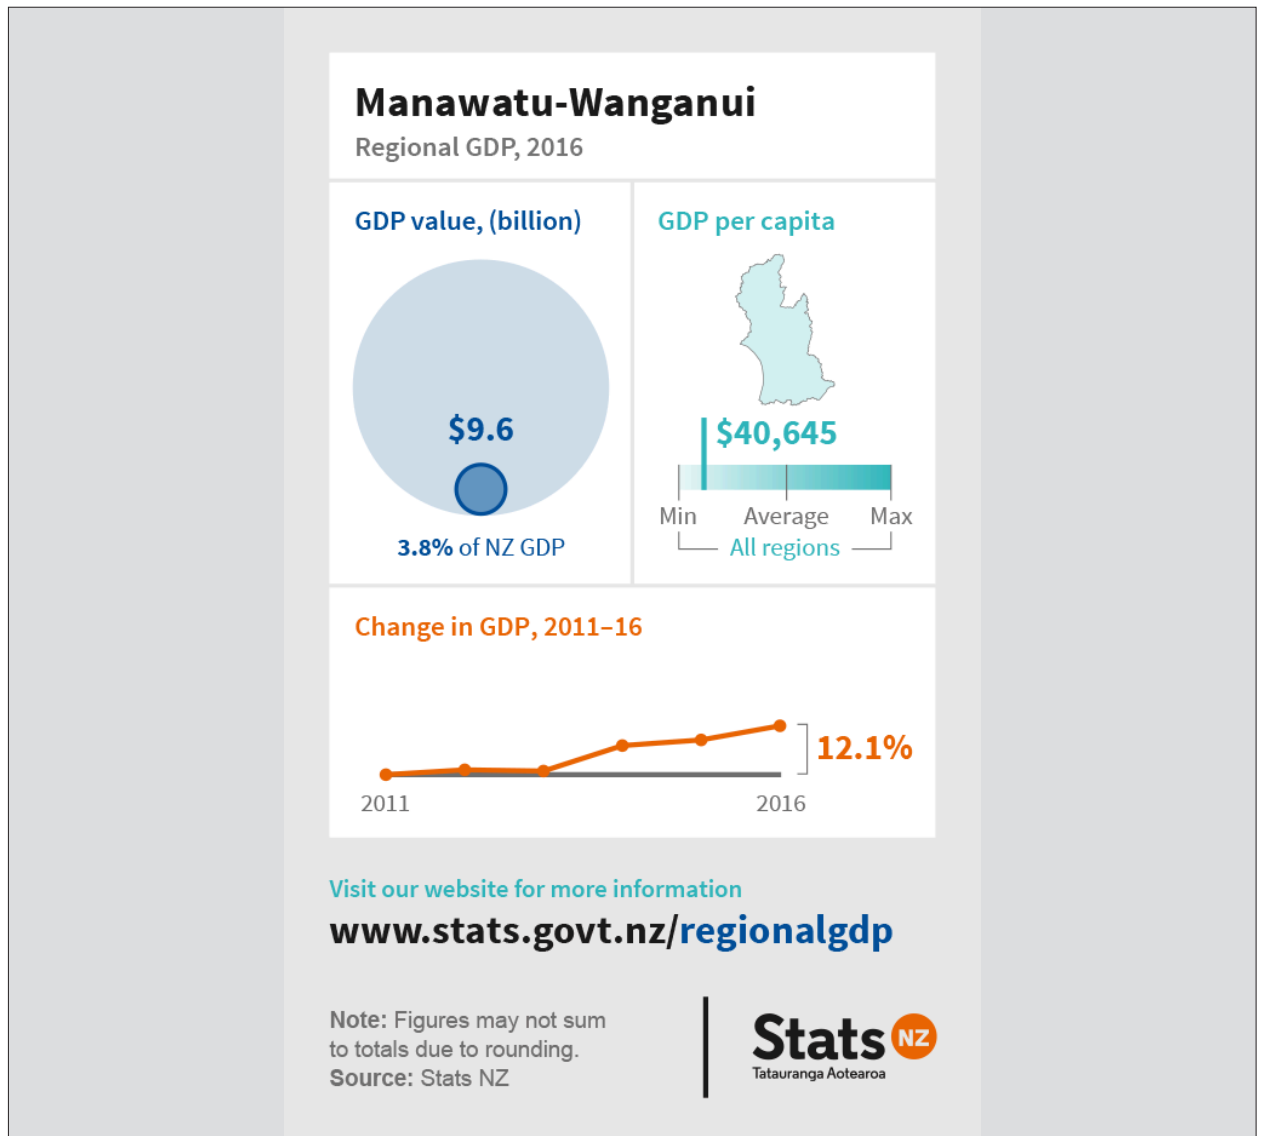 Manawatu-Wanganui
Regional GDP, 2016
GDP value, (billion)
$9.6
3.8% of NZ GDP
GDP per capita
$40,645
Min Average Max
All regions
Change in GDP, 2011–16
12.1%
2011 2016
Visit our website for more information
www.stats.govt.nz/regionalgdp
Note: Figures may not sum
to totals due to rounding.
Source: Stats NZ
Stats NZ
Tatauranga Aotearoa